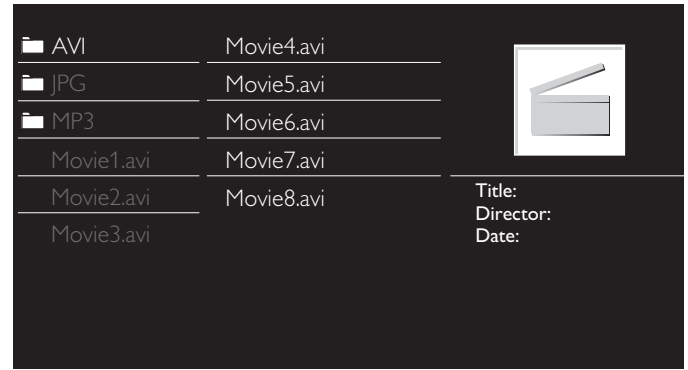 AVI
JPG
MP3
Movie1.avi
Movie2.avi
Movie3.avi
Movie4.avi
Movie5.avi
Movie6.avi
Movie7.avi
Movie8.avi
Title:
Director:
Date: